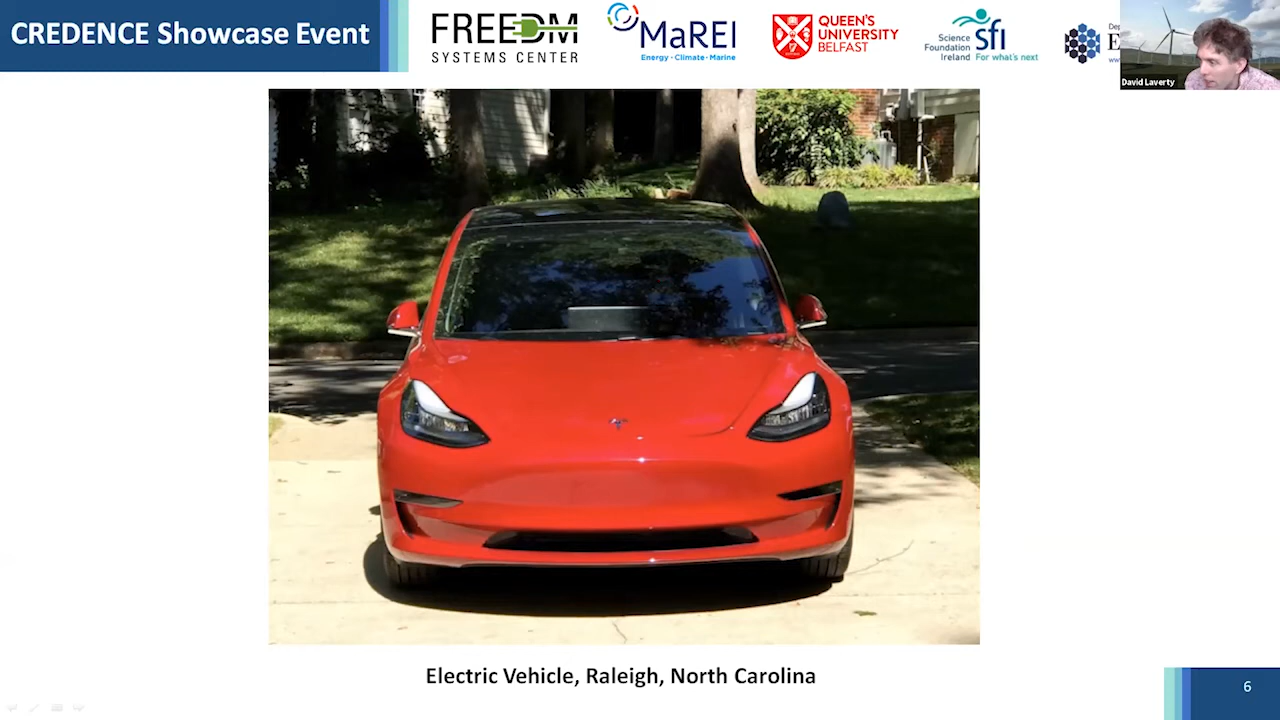 CREDENCE Showcase Event
FREEDM
SYSTEMS CENTER
MaREI
Energy · Climate · Marine
QUEEN'S
UNIVERSITY
BELFAST
Science
Foundation
Ireland
sfi
For what's next
David Laverty
Electric Vehicle, Raleigh, North Carolina
6